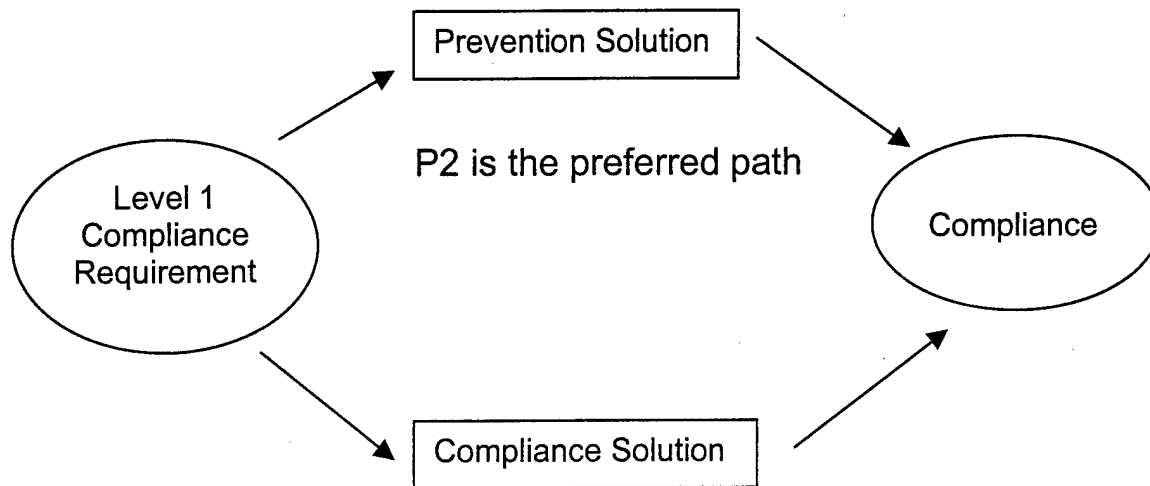 Prevention Solution
P2 is the preferred path
Level 1
Compliance
Requirement
Compliance
Compliance Solution